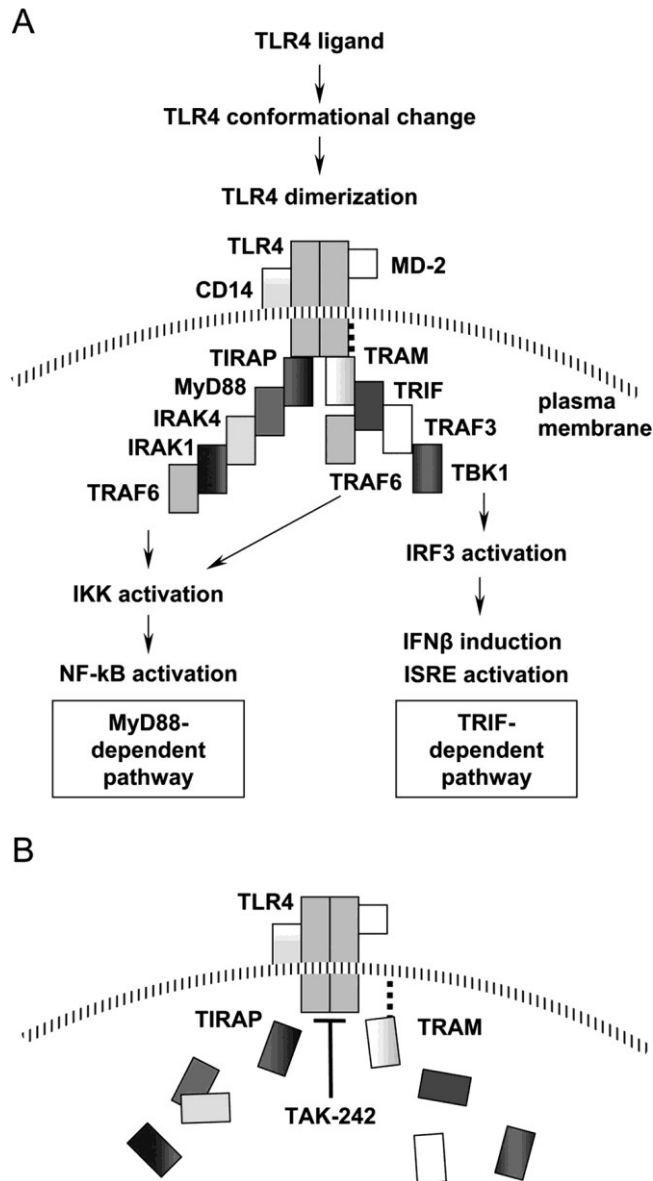 A
TLR4 ligand
TLR4 conformational change
TLR4 dimerization
TLR4
MD-2
CD14
TIRAP
TRAM
MyD88
TRIF
plasma
membrane
IRAK4
TRAF3
IRAK1
TRAF6
TRAF6
TBK1
IRF3 activation
IKK activation
IFNβ induction
NF-kB activation
ISRE activation
MyD88-
dependent
pathway
TRIF-
dependent
pathway
B
TLR4
TIRAP
TRAM
TAK-242